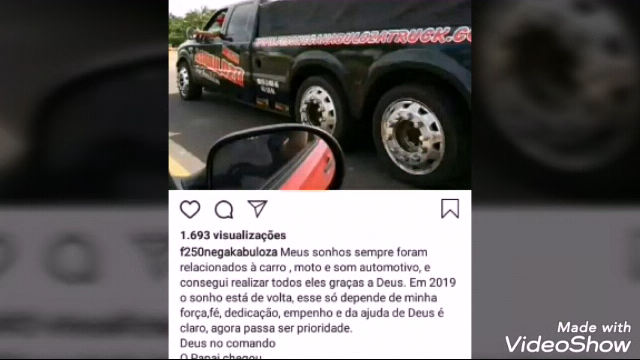 1.693 visualizações
f250negakabuloza Meus sonhos sempre foram
relacionados à carro , moto e som automotivo, e
consegui realizar todos eles graças a Deus. Em 2019
o sonho está de volta, esse só depende de minha
força,fé, dedicação, empenho e da ajuda de Deus é
claro, agora passa ser prioridade.
Deus no comando
O Papai chegou
Made with
VideoShow